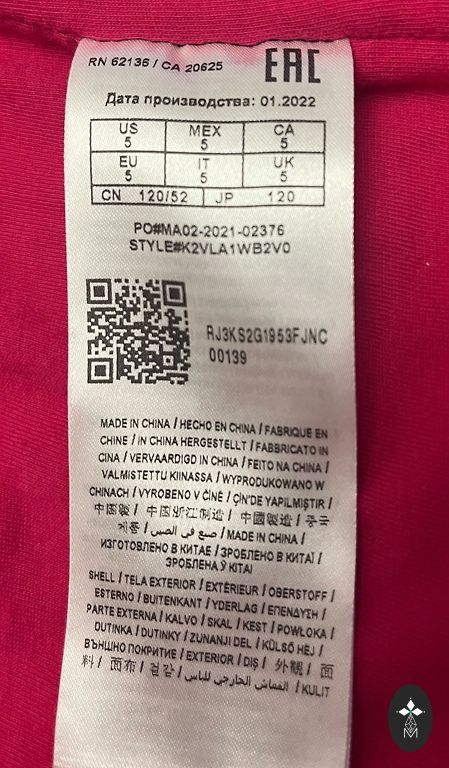 RN 62136 / CA 20625 EAC
Дата производства: 01.2022
US MEX CA
5 5 5
EU IT UK
5 5 5
CN 120/52 JP 120
PO#MA02-2021-02376
STYLE#K2VLA1WB2V0
RJ3KS2G1953FJNC
00139
MADE IN CHINA / HECHO EN CHINA / FABRIQUE EN
CHINE / IN CHINA HERGESTELLT / FABBRICATO IN
CINA / VERVAARDIGD IN CHINA / FEITO NA CHINA /
VALMISTETTU KIINASSA / WYPRODUKOWANO W
CHINACH / VYROBENO V ČÍNĚ / ÇİN'DE YAPILMIŞTIR /
中国製 / 中国浙江制造 / 中國製造 / 중국
제품 / صنع في الصين / MADE IN CHINA /
ИЗГОТОВЛЕНО В КИТАЕ / ЗРОБЛЕНО В КИТАЇ /
ЗРОБЛЕНА Ў КІТАІ
SHELL / TELA EXTERIOR / EXTÉRIEUR / OBERSTOFF /
ESTERNO / BUITENKANT / YDERLAG / ΕΠΕΝΔΥΣΗ /
PARTE EXTERNA / KALVO / SKAL / KEST / POWŁOKA /
DUTINKA / DUTINKY / ZUNANJI DEL / KÜLSŐ HÉJ /
ВЪНШНО ПОКРИТИЕ / EXTERIOR / DIŞ / 外観 / 面
料 / 面布 / 겉감 / القماش الخارجي للباس / KULIT
M